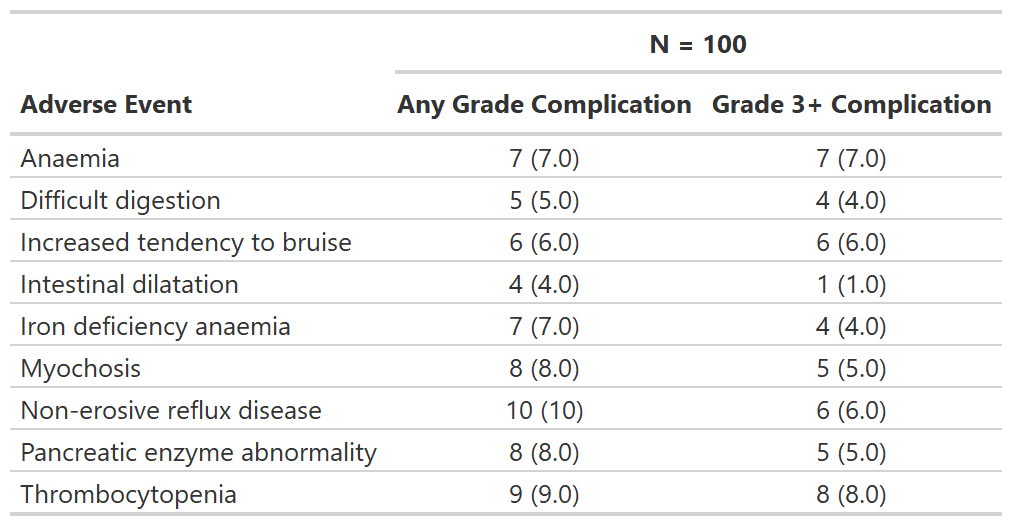 N = 100
Adverse Event Any Grade Complication Grade 3+ Complication
Anaemia 7 (7.0) 7 (7.0)
Difficult digestion 5 (5.0) 4 (4.0)
Increased tendency to bruise 6 (6.0) 6 (6.0)
Intestinal dilatation 4 (4.0) 1 (1.0)
Iron deficiency anaemia 7 (7.0) 4 (4.0)
Myochosis 8 (8.0) 5 (5.0)
Non-erosive reflux disease 10 (10) 6 (6.0)
Pancreatic enzyme abnormality 8 (8.0) 5 (5.0)
Thrombocytopenia 9 (9.0) 8 (8.0)